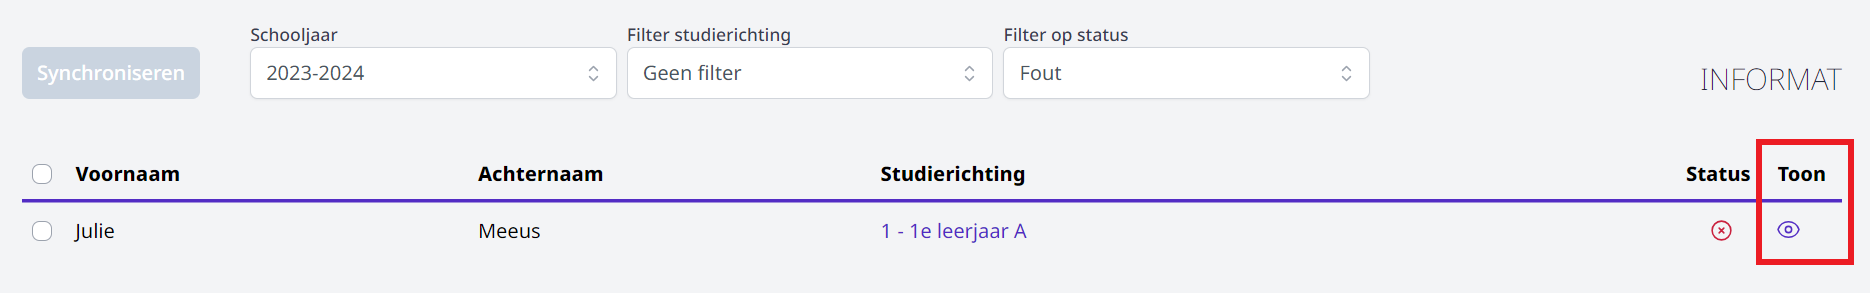 Schooljaar Filter studierichting Filter op status
Synchroniseren 2023-2024 Geen filter Fout
INFORMAT
Voornaam Achternaam Studierichting Status Toon
Julie Meeus 1 - 1e leerjaar A